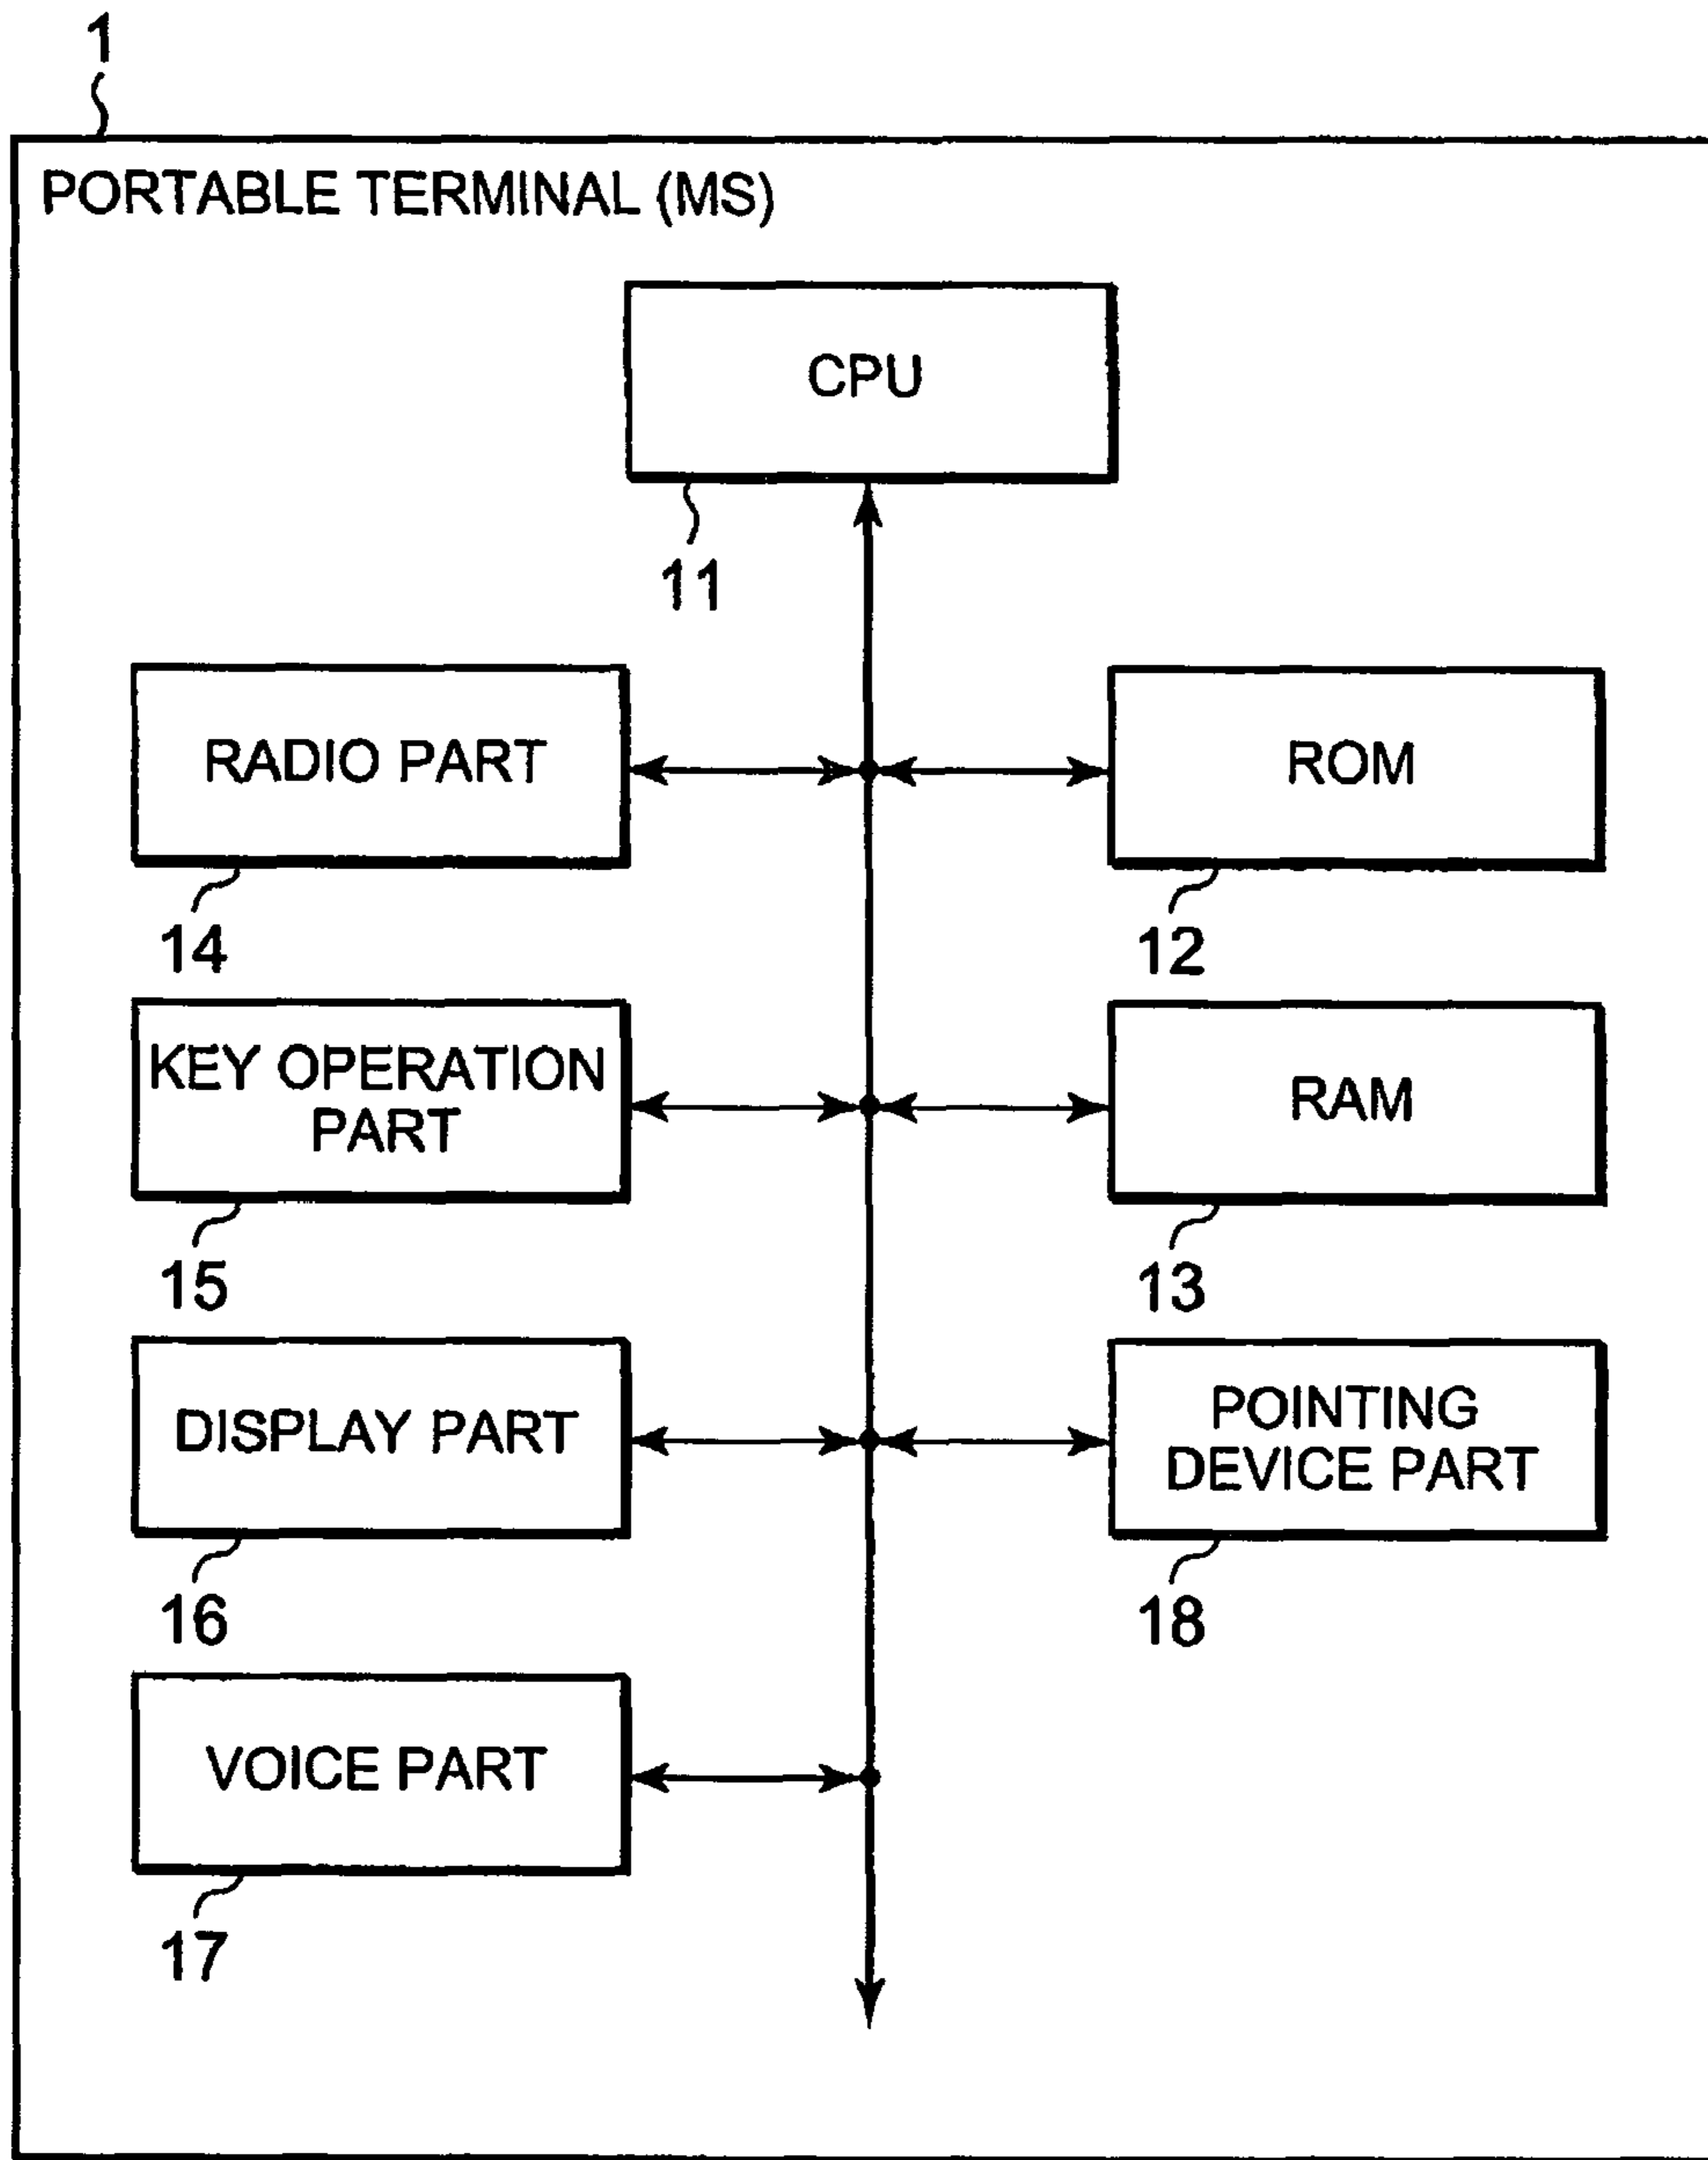 1
PORTABLE TERMINAL (MS)
CPU
11
RADIO PART
14
ROM
12
KEY OPERATION
PART
15
RAM
13
DISPLAY PART
16
POINTING
DEVICE PART
18
VOICE PART
17